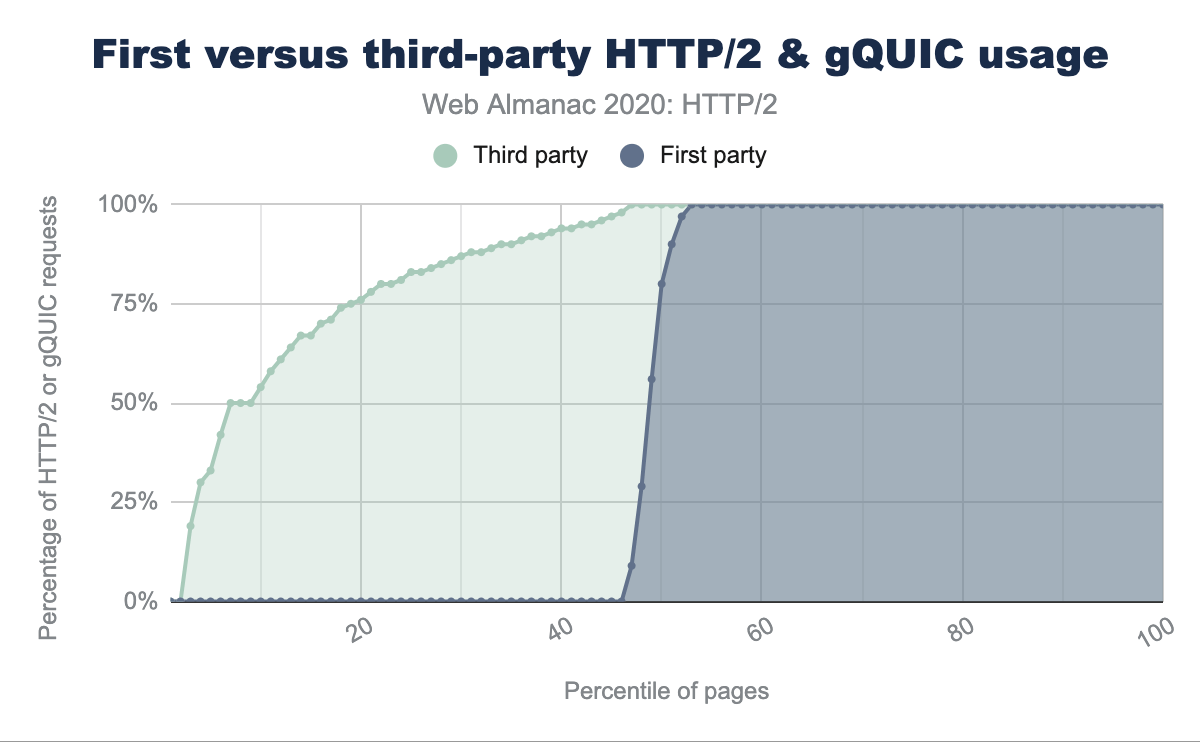 First versus third-party HTTP/2 & gQUIC usage
Web Almanac 2020: HTTP/2
Third party
First party
Percentage of HTTP/2 or gQUIC requests
100%
75%
50%
25%
0%
20
40
60
80
100
Percentile of pages